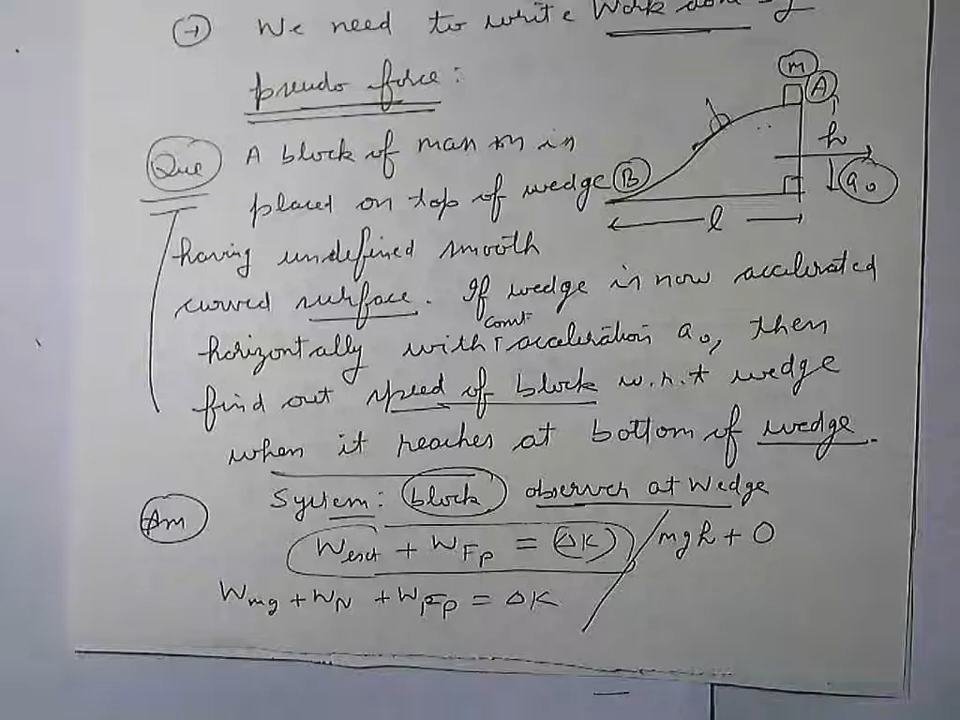 → We need to write Work done by
pseudo force:
m
A
h
a₀
B
l
Que A block of mass m is
placed on top of wedge
having undefined smooth
curved surface. If wedge is now accelerated
const
horizontally with acceleration a₀, then
find out speed of block w.r.t wedge
when it reaches at bottom of wedge.
Ans System: block observer at Wedge
W_ext + W_Fp = ΔK / mgh + 0
W_mg + W_N + W_Fp = ΔK